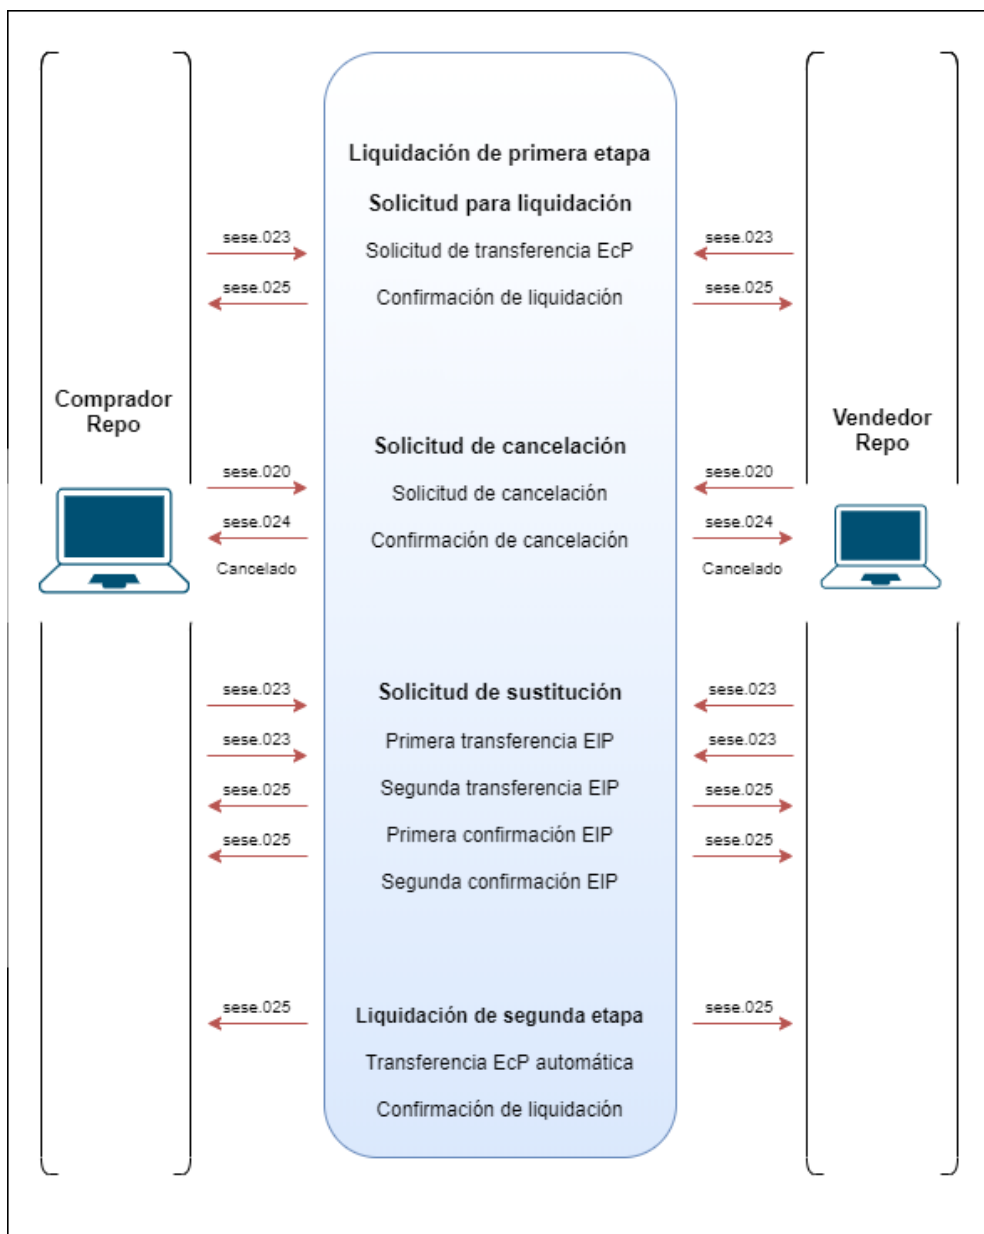 Liquidación de primera etapa
Solicitud para liquidación
sese.023
Solicitud de transferencia EcP
sese.023
sese.025
Confirmación de liquidación
sese.025
Comprador
Repo
Vendedor
Repo
Solicitud de cancelación
sese.020
Solicitud de cancelación
sese.020
sese.024
Confirmación de cancelación
sese.024
Cancelado
Cancelado
sese.023
Solicitud de sustitución
sese.023
sese.023
Primera transferencia EIP
sese.023
sese.025
Segunda transferencia EIP
sese.025
sese.025
Primera confirmación EIP
sese.025
Segunda confirmación EIP
sese.025
Liquidación de segunda etapa
sese.025
Transferencia EcP automática
Confirmación de liquidación